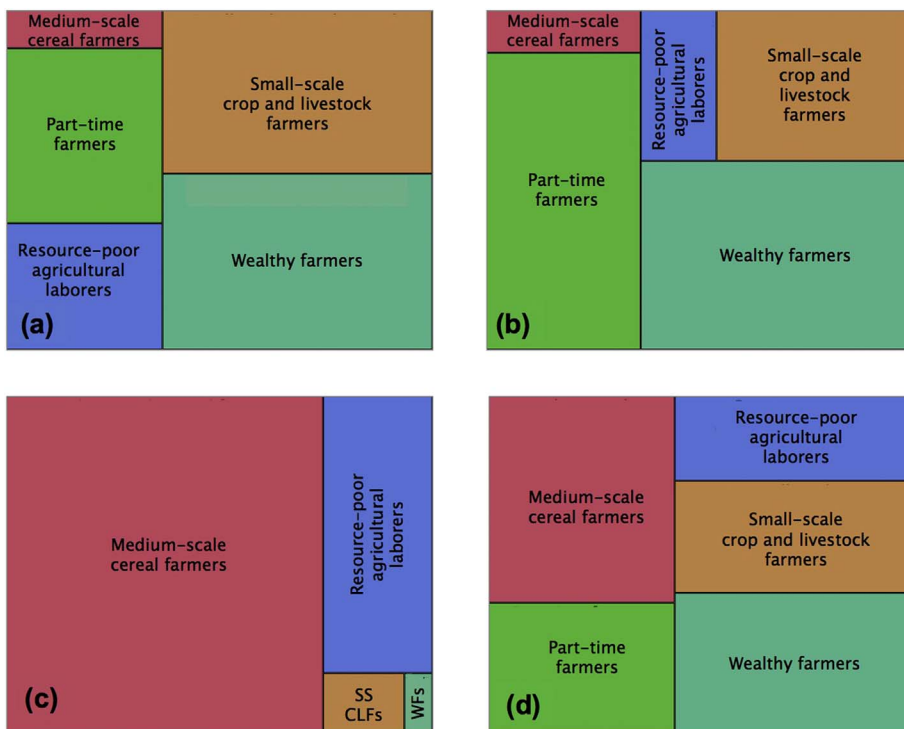 Medium-scale
cereal farmers
Part-time
farmers
Resource-poor
agricultural
laborers
(a)
Small-scale
crop and livestock
farmers
Wealthy farmers
Medium-scale
cereal farmers
Part-time farmers
(b)
Resource-poor
agricultural
laborers
Small-scale
crop and
livestock
farmers
Wealthy farmers
Medium-scale
cereal farmers
(c)
Resource-poor
agricultural
laborers
SS
CLFs
WFs
Medium-scale
cereal farmers
Part-time
farmers
(d)
Resource-poor
agricultural
laborers
Small-scale
crop and livestock
farmers
Wealthy farmers